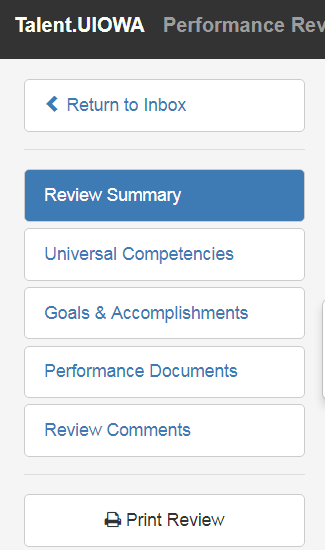 Talent.UIOWA Performance Rev
Return to Inbox
Review Summary
Universal Competencies
Goals & Accomplishments
Performance Documents
Review Comments
Print Review